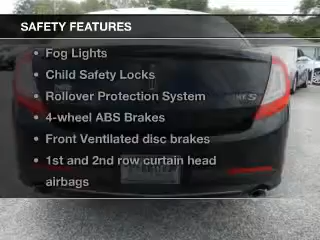 SAFETY FEATURES
• Fog Lights
• Child Safety Locks
• Rollover Protection System
• 4-wheel ABS Brakes
• Front Ventilated disc brakes
• 1st and 2nd row curtain head
airbags